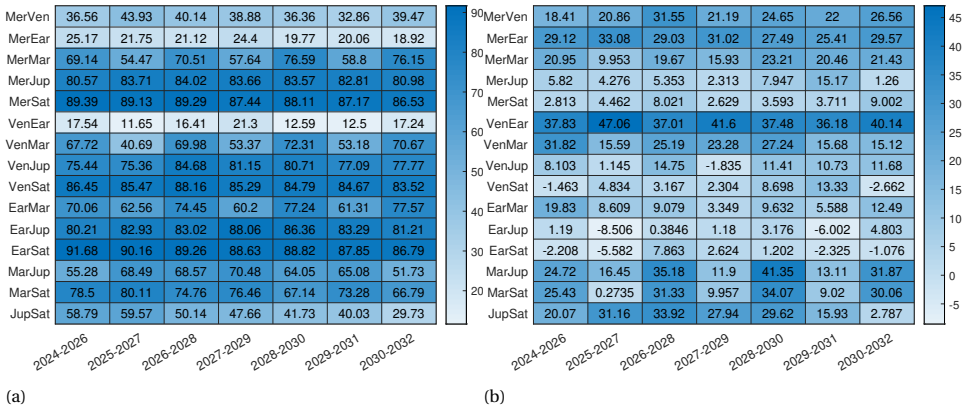 MerVen 36.56 43.93 40.14 38.88 36.36 32.86 39.47
MerEar 25.17 21.75 21.12 24.4 19.77 20.06 18.92
MerMar 69.14 54.47 70.51 57.64 76.59 58.8 76.15
MerJup 80.57 83.71 84.02 83.66 83.57 82.81 80.98
MerSat 89.39 89.13 89.29 87.44 88.11 87.17 86.53
VenEar 17.54 11.65 16.41 21.3 12.59 12.5 17.24
VenMar 67.72 40.69 69.98 53.37 72.31 53.18 70.67
VenJup 75.44 75.36 84.68 81.15 80.71 77.09 77.77
VenSat 86.45 85.47 88.16 85.29 84.79 84.67 83.52
EarMar 70.06 62.56 74.45 60.2 77.24 61.31 77.57
EarJup 80.21 82.93 83.02 88.06 86.36 83.29 81.21
EarSat 91.68 90.16 89.26 88.63 88.82 87.85 86.79
MarJup 55.28 68.49 68.57 70.48 64.05 65.08 51.73
MarSat 78.5 80.11 74.76 76.46 67.14 73.28 66.79
JupSat 58.79 59.57 50.14 47.66 41.73 40.03 29.73
2024-2026 2025-2027 2026-2028 2027-2029 2028-2030 2029-2031 2030-2032
90
80
70
60
50
40
30
20
(a)
MerVen 18.41 20.86 31.55 21.19 24.65 22 26.56
MerEar 29.12 33.08 29.03 31.02 27.49 25.41 29.57
MerMar 20.95 9.953 19.67 15.93 23.21 20.46 21.43
MerJup 5.82 4.276 5.353 2.313 7.947 15.17 1.26
MerSat 2.813 4.462 8.021 2.629 3.593 3.711 9.002
VenEar 37.83 47.06 37.01 41.6 37.48 36.18 40.14
VenMar 31.82 15.59 25.19 23.28 27.24 15.68 15.12
VenJup 8.103 1.145 14.75 -1.835 11.41 10.73 11.68
VenSat -1.463 4.834 3.167 2.304 8.698 13.33 -2.662
EarMar 19.83 8.609 9.079 3.349 9.632 5.588 12.49
EarJup 1.19 -8.506 0.3846 1.18 3.176 -6.002 4.803
EarSat -2.208 -5.582 7.863 2.624 1.202 -2.325 -1.076
MarJup 24.72 16.45 35.18 11.9 41.35 13.11 31.87
MarSat 25.43 0.2735 31.33 9.957 34.07 9.02 30.06
JupSat 20.07 31.16 33.92 27.94 29.62 15.93 2.787
2024-2026 2025-2027 2026-2028 2027-2029 2028-2030 2029-2031 2030-2032
45
40
35
30
25
20
15
10
5
0
-5
(b)